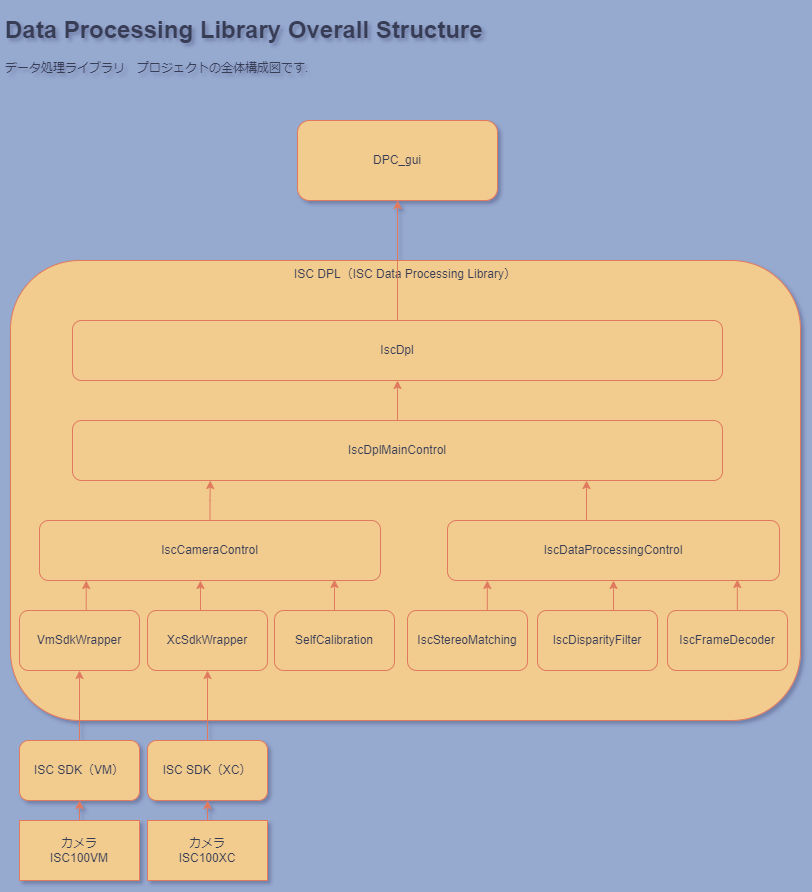 Data Processing Library Overall Structure
データ処理ライブラリ　プロジェクトの全体構成図です.
DPC_gui
ISC DPL（ISC Data Processing Library）
IscDpl
IscDplMainControl
IscCameraControl
IscDataProcessingControl
VmSdkWrapper
XcSdkWrapper
SelfCalibration
IscStereoMatching
IscDisparityFilter
IscFrameDecoder
ISC SDK（VM）
ISC SDK（XC）
カメラ
ISC100VM
カメラ
ISC100XC